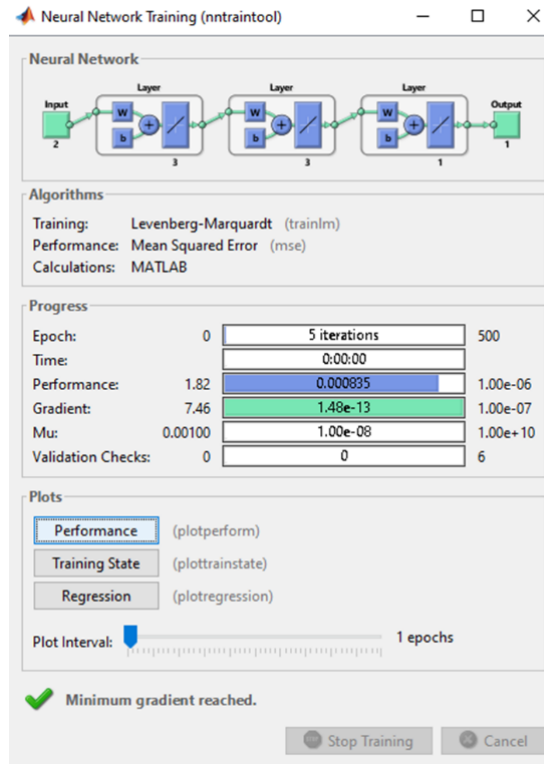 Neural Network Training (nntraintool)
Neural Network
Layer Layer Layer
Input Output
W W W
b b b
2 3 3 1 1
Algorithms
Training: Levenberg-Marquardt (trainlm)
Performance: Mean Squared Error (mse)
Calculations: MATLAB
Progress
Epoch: 0 5 iterations 500
Time: 0:00:00
Performance: 1.82 0.000835 1.00e-06
Gradient: 7.46 1.48e-13 1.00e-07
Mu: 0.00100 1.00e-08 1.00e+10
Validation Checks: 0 0 6
Plots
Performance (plotperform)
Training State (plottrainstate)
Regression (plotregression)
Plot Interval: 1 epochs
Minimum gradient reached.
Stop Training Cancel